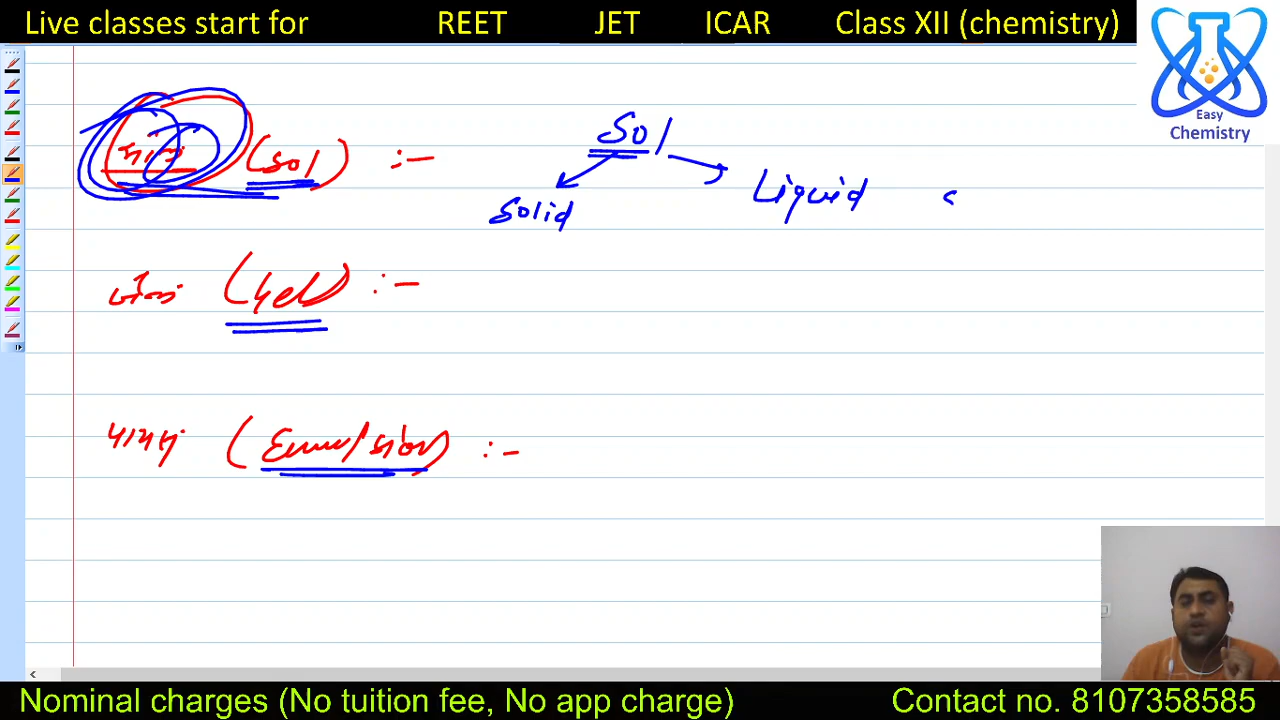 Live classes start for REET JET ICAR Class XII (chemistry)
Easy
Chemistry
(Sol) :-
Sol
Solid
Liquid
(Gel) :-
पायस (Emulsion) :-
Nominal charges (No tuition fee, No app charge) Contact no. 8107358585